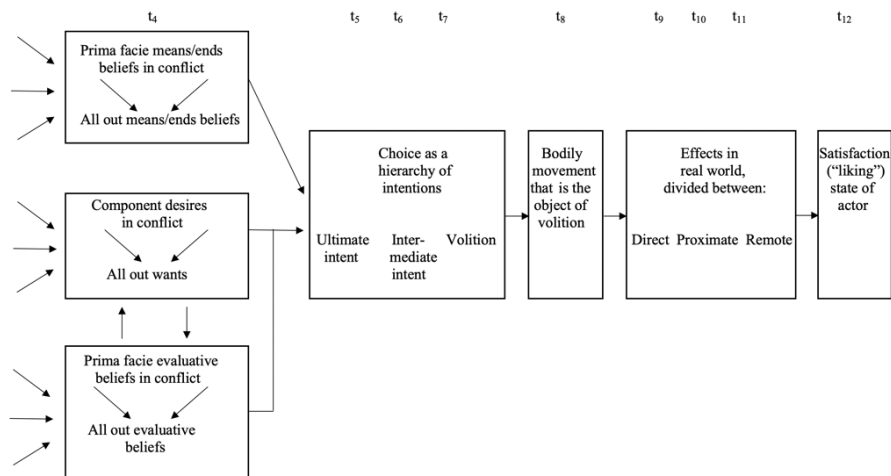 t₄ t₅ t₆ t₇ t₈ t₉ t₁₀ t₁₁ t₁₂
Prima facie means/ends
beliefs in conflict
All out means/ends beliefs
Component desires
in conflict
All out wants
Prima facie evaluative
beliefs in conflict
All out evaluative
beliefs
Choice as a
hierarchy of
intentions
Ultimate
intent
Inter-
mediate
intent
Volition
Bodily
movement
that is the
object of
volition
Effects in
real world,
divided between:
Direct Proximate Remote
Satisfaction
(“liking”)
state of
actor